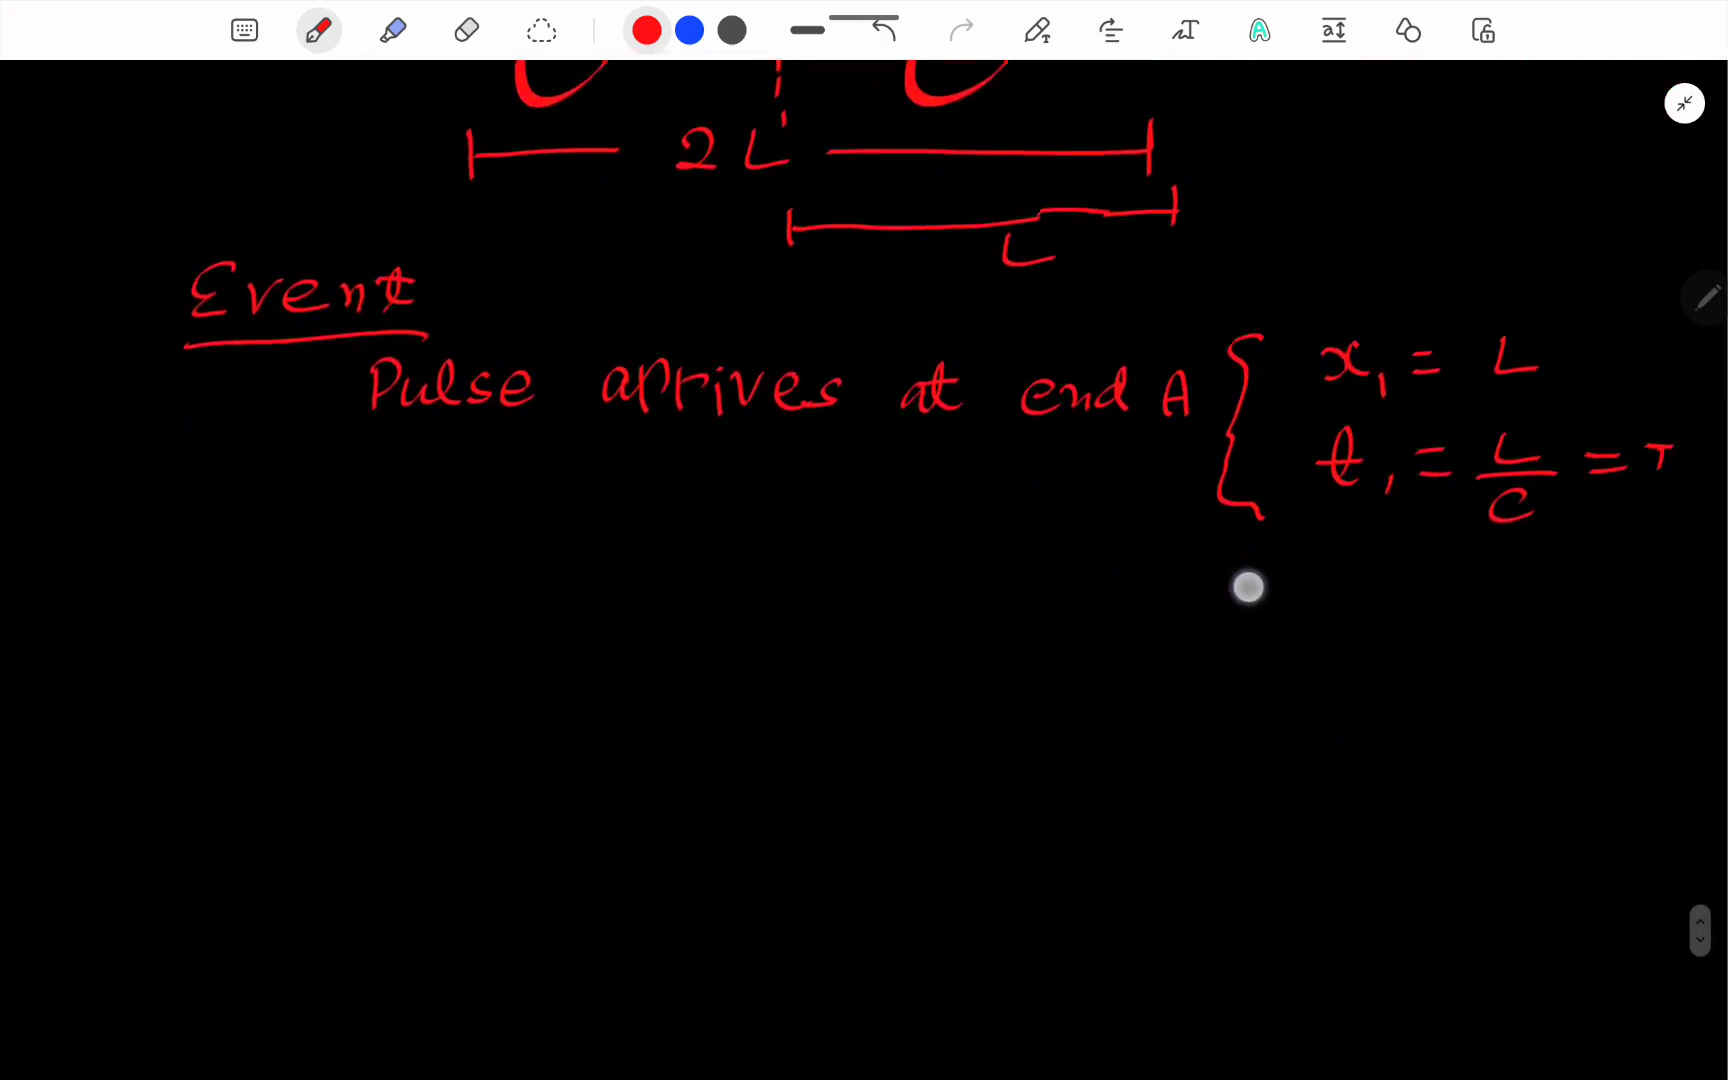 2L
L
Event
Pulse arrives at end A { x₁ = L
t₁ = L/C = T